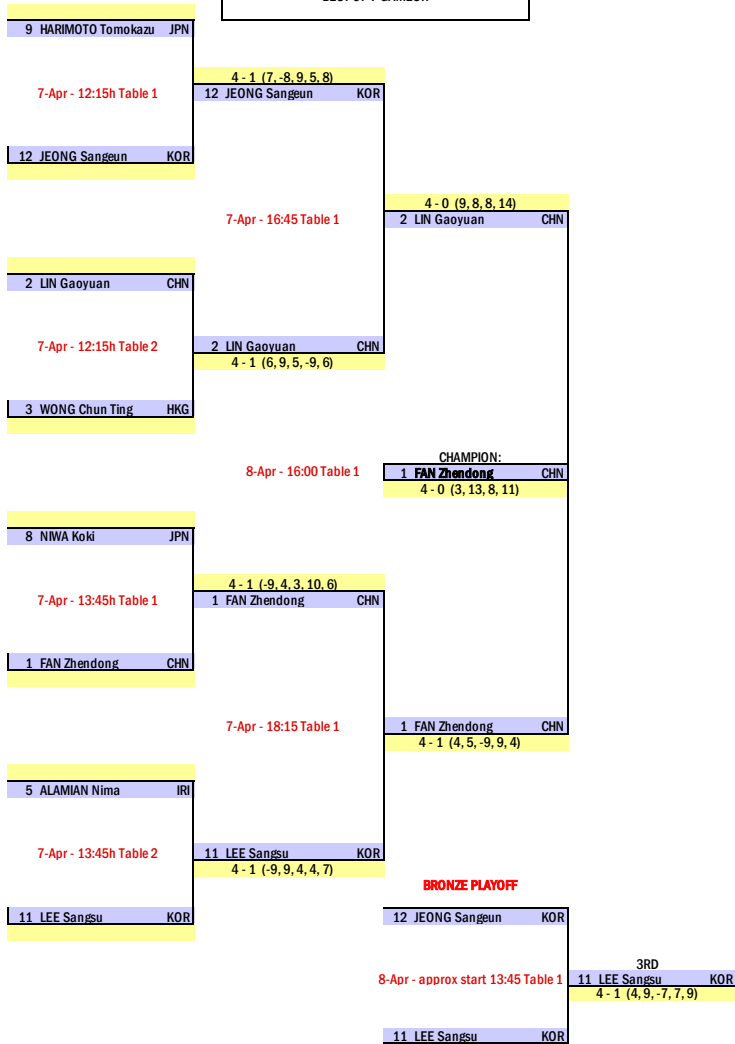 9 HARIMOTO Tomokazu JPN
7-Apr - 12:15h Table 1
4 - 1 (7, -8, 9, 5, 8)
12 JEONG Sangeun KOR
12 JEONG Sangeun KOR
7-Apr - 16:45 Table 1
4 - 0 (9, 8, 8, 14)
2 LIN Gaoyuan CHN
2 LIN Gaoyuan CHN
7-Apr - 12:15h Table 2
2 LIN Gaoyuan CHN
4 - 1 (6, 9, 5, -9, 6)
3 WONG Chun Ting HKG
8-Apr - 16:00 Table 1
CHAMPION:
1 FAN Zhendong CHN
4 - 0 (3, 13, 8, 11)
8 NIWA Koki JPN
7-Apr - 13:45h Table 1
4 - 1 (-9, 4, 3, 10, 6)
1 FAN Zhendong CHN
1 FAN Zhendong CHN
7-Apr - 18:15 Table 1
1 FAN Zhendong CHN
4 - 1 (4, 5, -9, 9, 4)
5 ALAMIAN Nima IRI
7-Apr - 13:45h Table 2
11 LEE Sangsu KOR
4 - 1 (-9, 9, 4, 4, 7)
11 LEE Sangsu KOR
BRONZE PLAYOFF
12 JEONG Sangeun KOR
8-Apr - approx start 13:45 Table 1
3RD
11 LEE Sangsu KOR
4 - 1 (4, 9, -7, 7, 9)
11 LEE Sangsu KOR